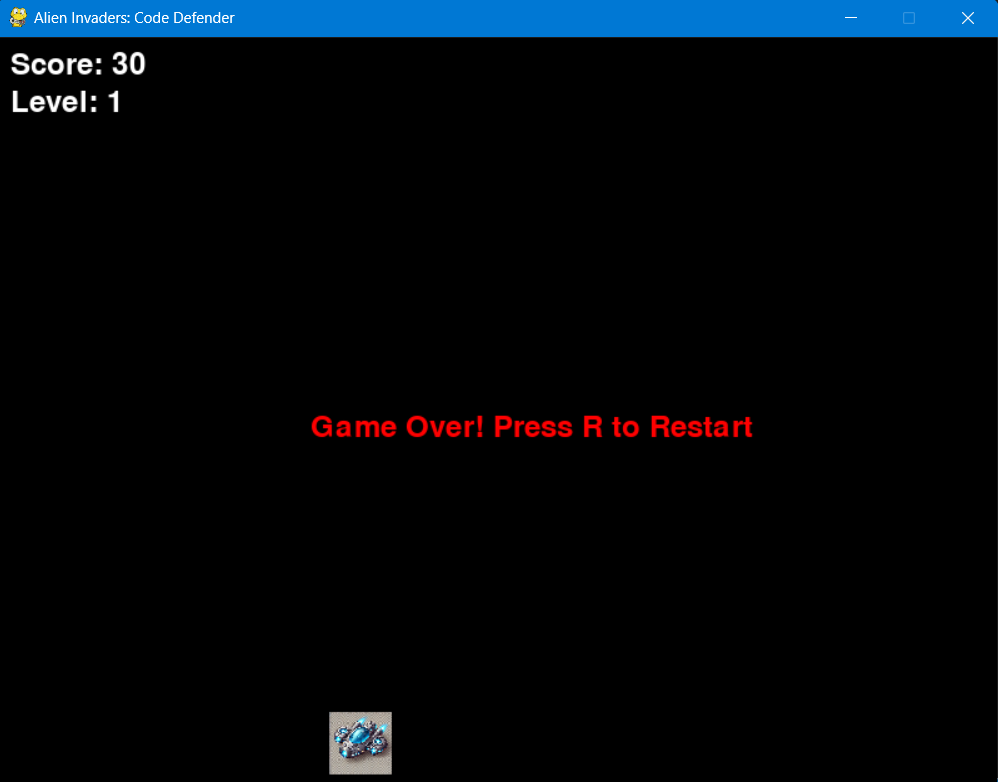 Alien Invaders: Code Defender
Score: 30
Level: 1
Game Over! Press R to Restart